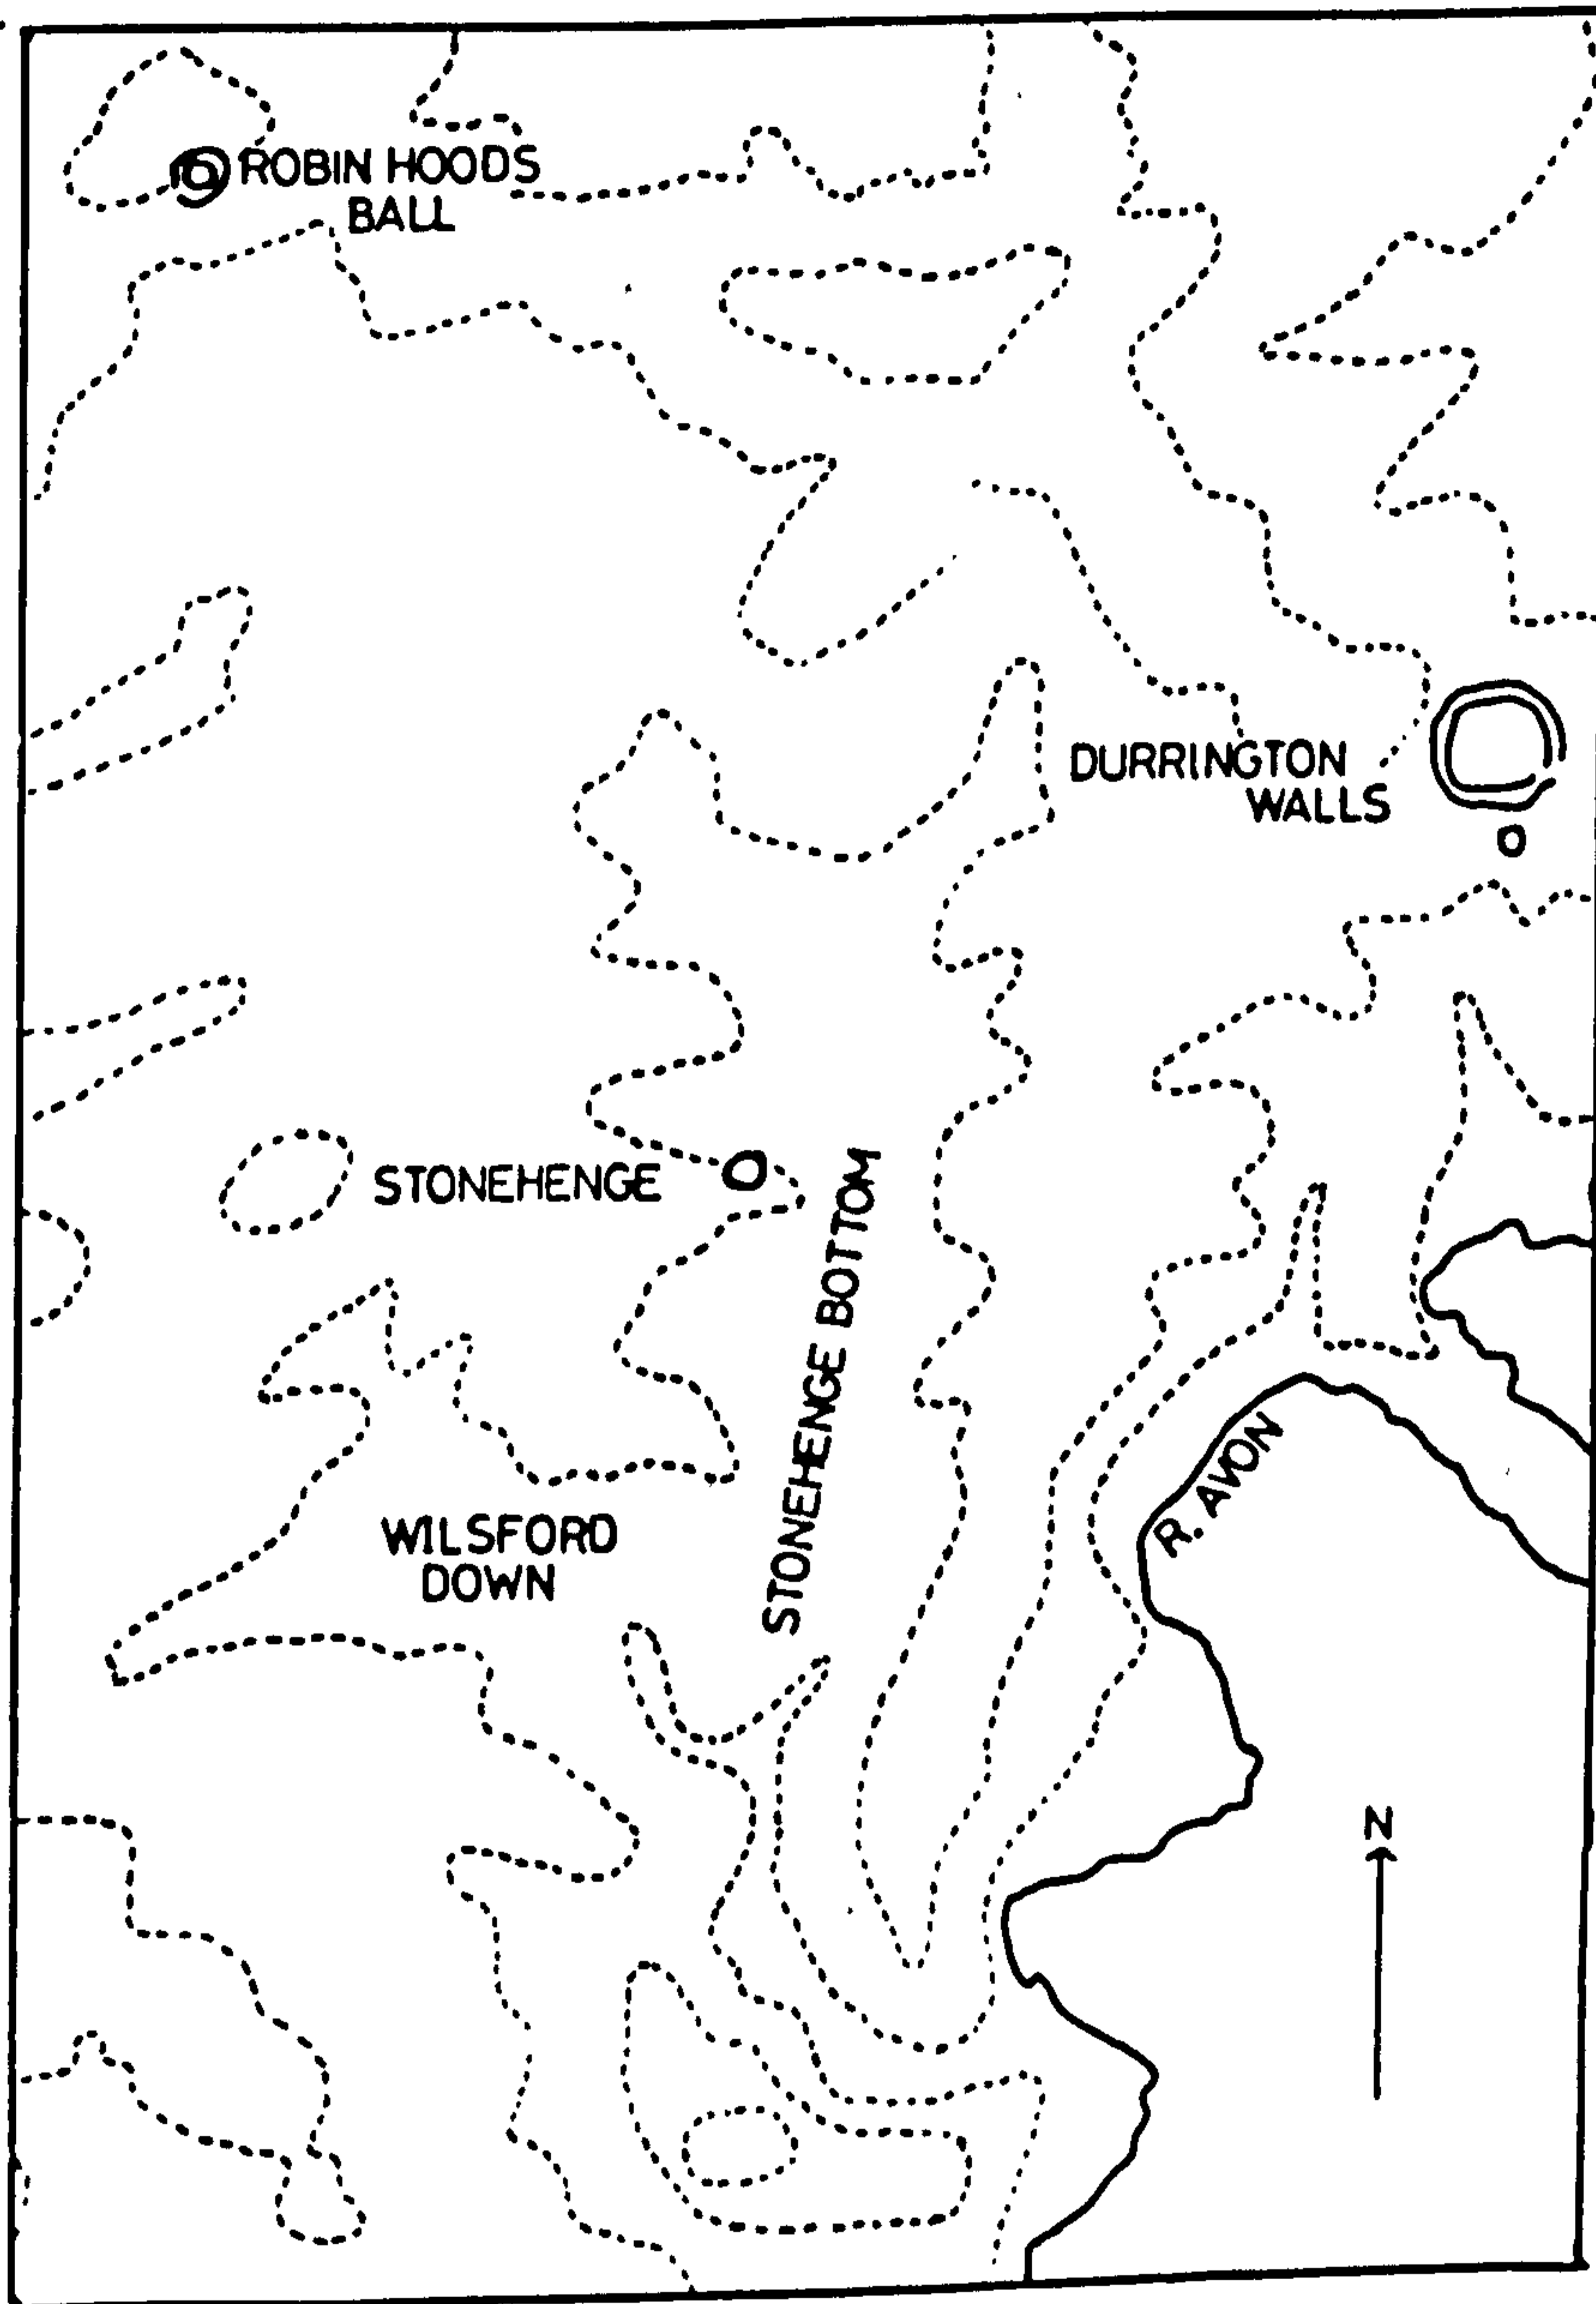 ROBIN HOODS
BALL
DURRINGTON
WALLS
STONEHENGE
STONEHENGE BOTTOM
R. AVON
WILSFORD
DOWN
N